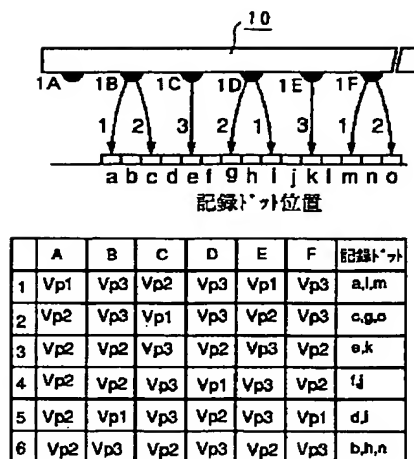 10
1A 1B 1C 1D 1E 1F
1 2 3 2 1 3 1 2
a b c d e f g h i j k l m n o
記録ドット位置
A B C D E F 記録ドット
1 Vp1 Vp3 Vp2 Vp3 Vp1 Vp3 a,i,m
2 Vp2 Vp3 Vp1 Vp3 Vp2 Vp3 c,g,o
3 Vp2 Vp2 Vp3 Vp2 Vp3 Vp2 e,k
4 Vp2 Vp2 Vp3 Vp1 Vp3 Vp2 f,j
5 Vp2 Vp1 Vp3 Vp2 Vp3 Vp1 d,l
6 Vp2 Vp3 Vp2 Vp3 Vp2 Vp3 b,h,n